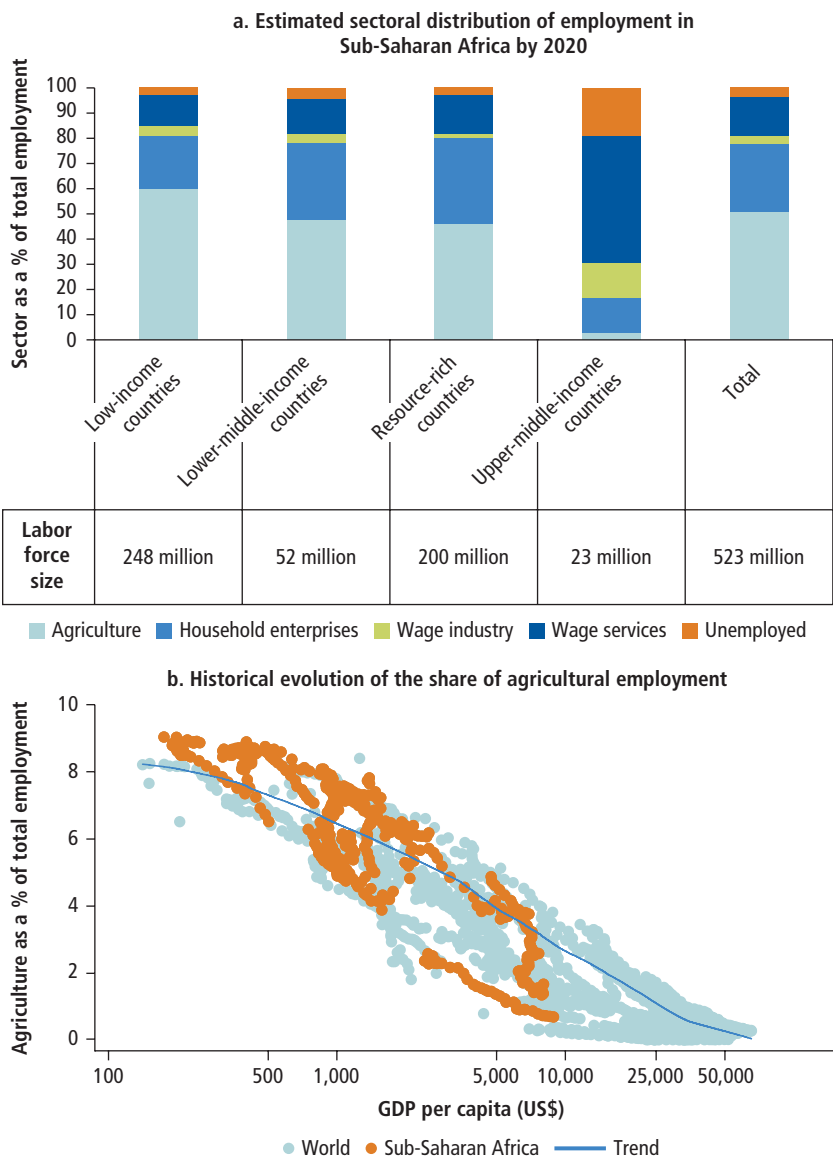 a. Estimated sectoral distribution of employment in
Sub-Saharan Africa by 2020
Sector as a % of total employment
100
90
80
70
60
50
40
30
20
10
0
Low-income
countries
Lower-middle-income
countries
Resource-rich
countries
Upper-middle-income
countries
Total
Labor
force
size
248 million
52 million
200 million
23 million
523 million
Agriculture
Household enterprises
Wage industry
Wage services
Unemployed
b. Historical evolution of the share of agricultural employment
Agriculture as a % of total employment
10
8
6
4
2
0
100
500
1,000
5,000
10,000
25,000
50,000
GDP per capita (US$)
World
Sub-Saharan Africa
Trend